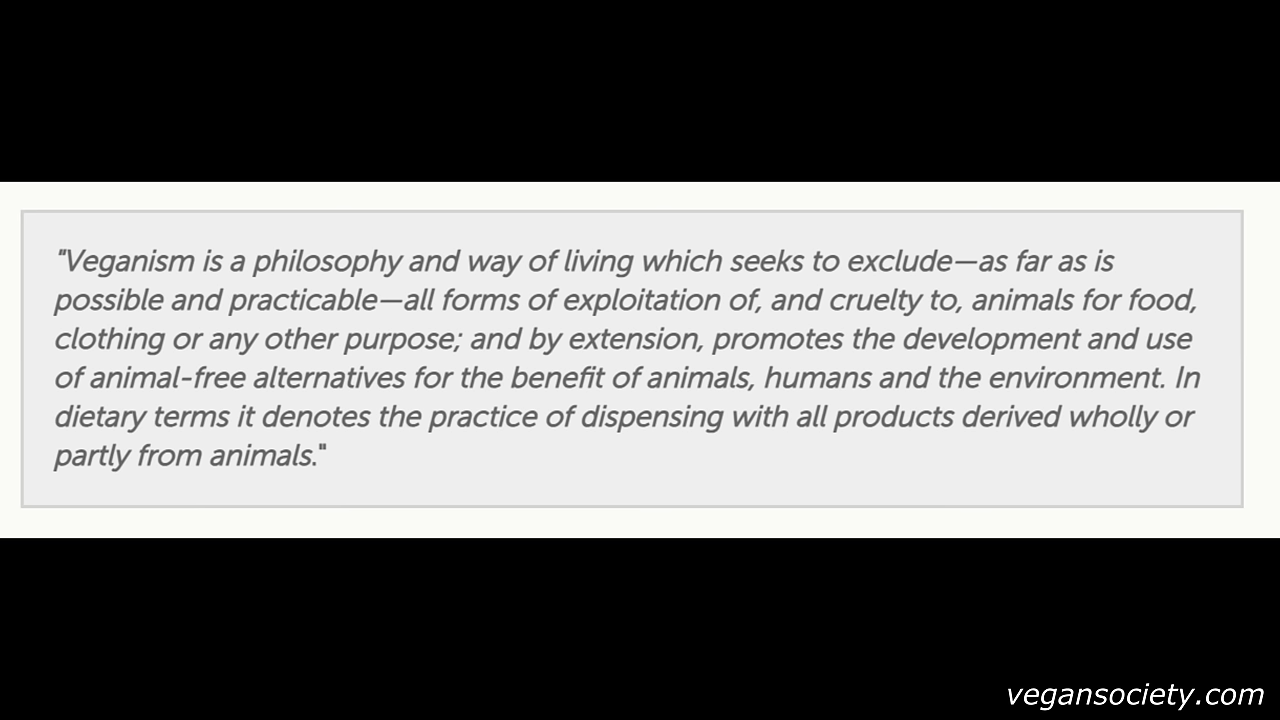 "Veganism is a philosophy and way of living which seeks to exclude—as far as is
possible and practicable—all forms of exploitation of, and cruelty to, animals for food,
clothing or any other purpose; and by extension, promotes the development and use
of animal-free alternatives for the benefit of animals, humans and the environment. In
dietary terms it denotes the practice of dispensing with all products derived wholly or
partly from animals."
vegansociety.com